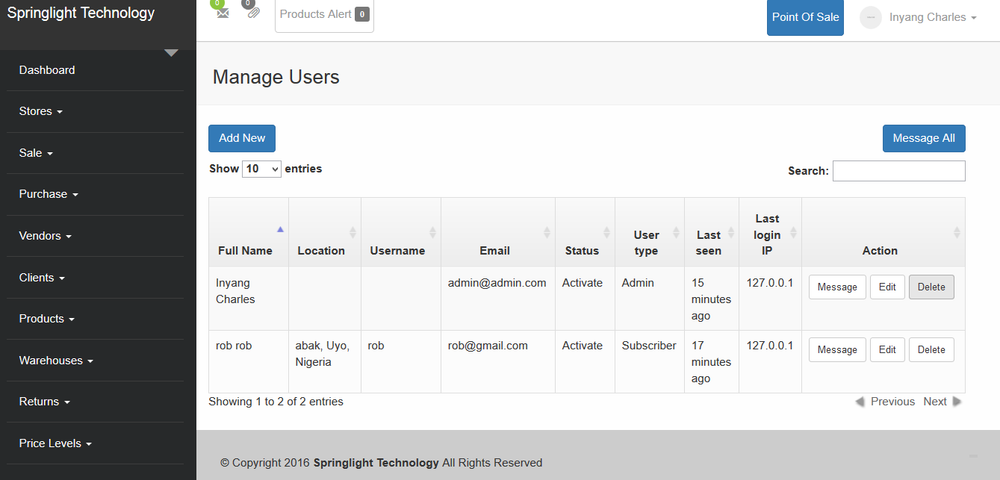 Springlight Technology
0
0
Products Alert 0
Point Of Sale
Inyang Charles
Dashboard
Stores
Sale
Purchase
Vendors
Clients
Products
Warehouses
Returns
Price Levels
Manage Users
Add New
Message All
Show 10 entries
Search:
Full Name Location Username Email Status User type Last seen Last login IP Action
Inyang Charles admin@admin.com Activate Admin 15 minutes ago 127.0.0.1 Message Edit Delete
rob rob abak, Uyo, Nigeria rob rob@gmail.com Activate Subscriber 17 minutes ago 127.0.0.1 Message Edit Delete
Showing 1 to 2 of 2 entries
Previous Next
© Copyright 2016 Springlight Technology All Rights Reserved